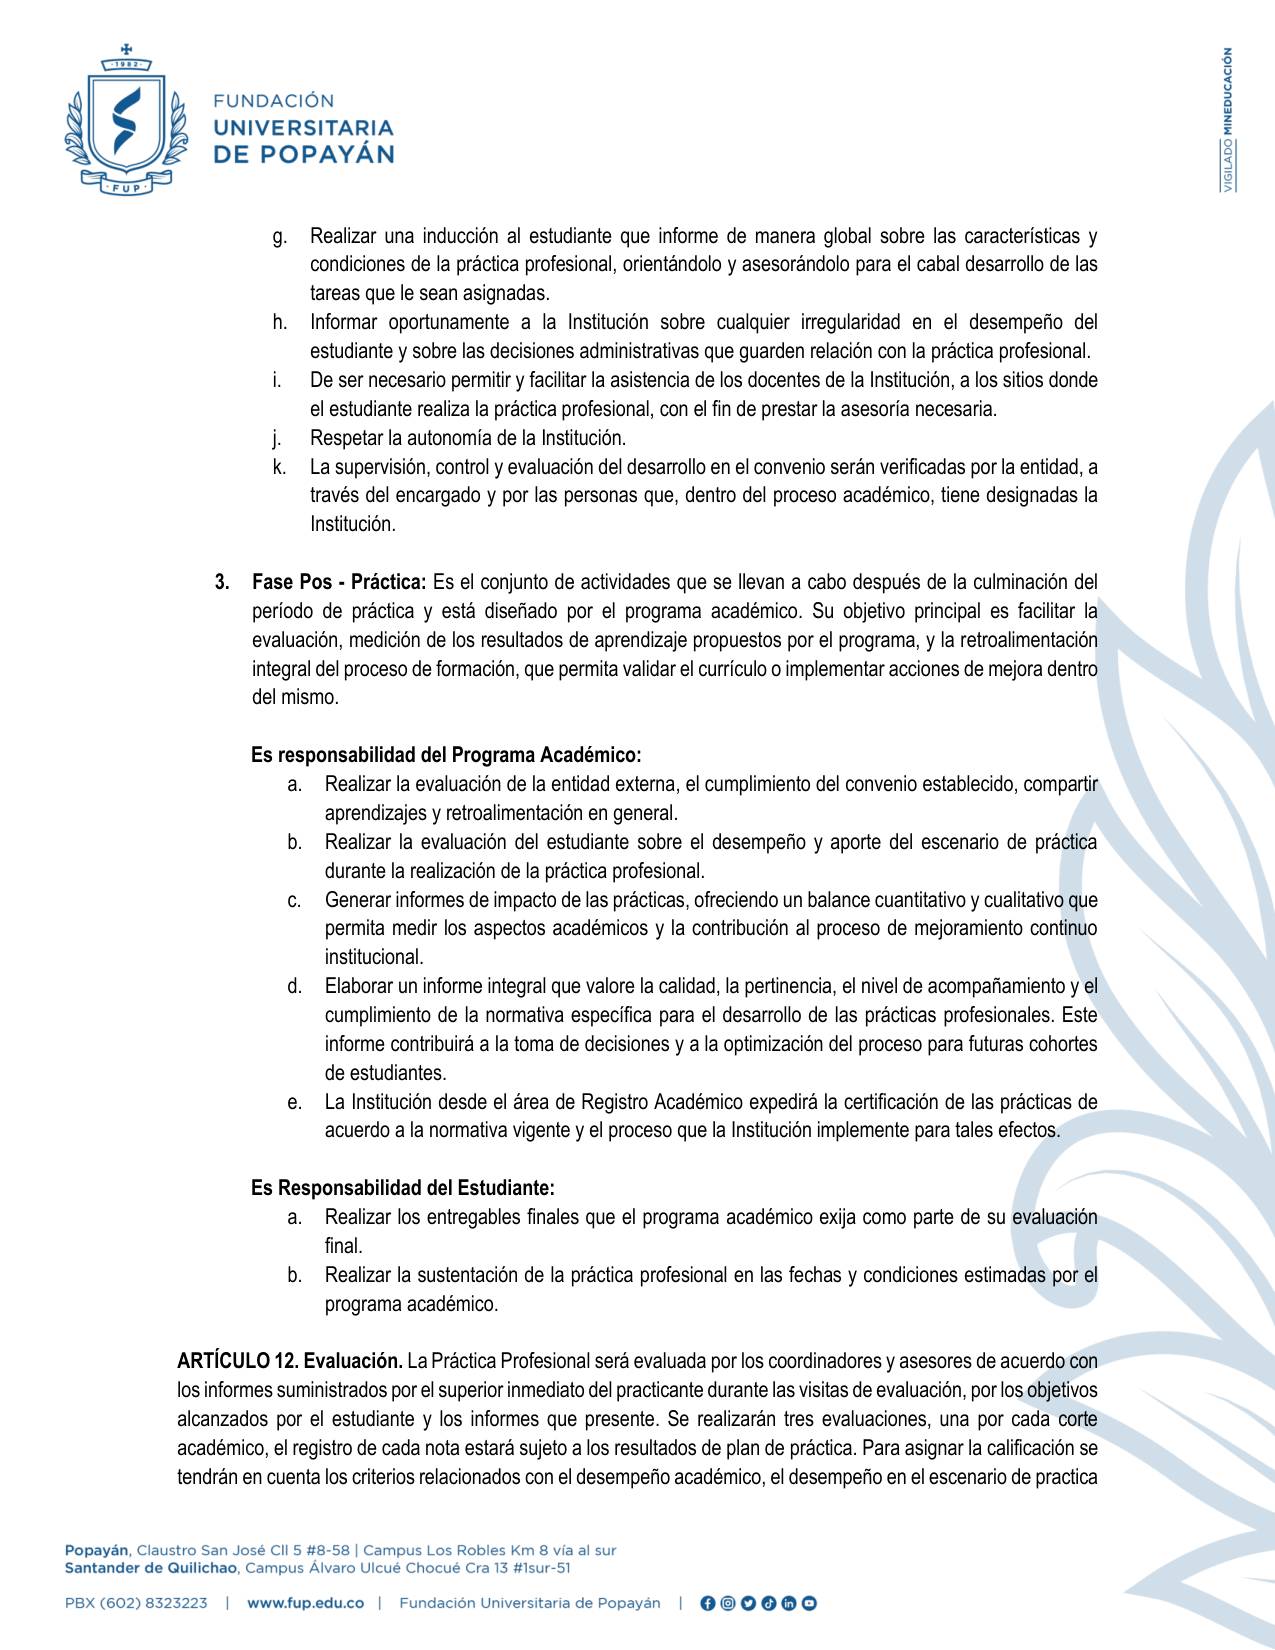 ·1982·
FUP
FUNDACIÓN
UNIVERSITARIA
DE POPAYÁN
VIGILADO MINEDUCACIÓN
g. Realizar una inducción al estudiante que informe de manera global sobre las características y
condiciones de la práctica profesional, orientándolo y asesorándolo para el cabal desarrollo de las
tareas que le sean asignadas.
h. Informar oportunamente a la Institución sobre cualquier irregularidad en el desempeño del
estudiante y sobre las decisiones administrativas que guarden relación con la práctica profesional.
i. De ser necesario permitir y facilitar la asistencia de los docentes de la Institución, a los sitios donde
el estudiante realiza la práctica profesional, con el fin de prestar la asesoría necesaria.
j. Respetar la autonomía de la Institución.
k. La supervisión, control y evaluación del desarrollo en el convenio serán verificadas por la entidad, a
través del encargado y por las personas que, dentro del proceso académico, tiene designadas la
Institución.
3. Fase Pos - Práctica: Es el conjunto de actividades que se llevan a cabo después de la culminación del
período de práctica y está diseñado por el programa académico. Su objetivo principal es facilitar la
evaluación, medición de los resultados de aprendizaje propuestos por el programa, y la retroalimentación
integral del proceso de formación, que permita validar el currículo o implementar acciones de mejora dentro
del mismo.
Es responsabilidad del Programa Académico:
a. Realizar la evaluación de la entidad externa, el cumplimiento del convenio establecido, compartir
aprendizajes y retroalimentación en general.
b. Realizar la evaluación del estudiante sobre el desempeño y aporte del escenario de práctica
durante la realización de la práctica profesional.
c. Generar informes de impacto de las prácticas, ofreciendo un balance cuantitativo y cualitativo que
permita medir los aspectos académicos y la contribución al proceso de mejoramiento continuo
institucional.
d. Elaborar un informe integral que valore la calidad, la pertinencia, el nivel de acompañamiento y el
cumplimiento de la normativa específica para el desarrollo de las prácticas profesionales. Este
informe contribuirá a la toma de decisiones y a la optimización del proceso para futuras cohortes
de estudiantes.
e. La Institución desde el área de Registro Académico expedirá la certificación de las prácticas de
acuerdo a la normativa vigente y el proceso que la Institución implemente para tales efectos.
Es Responsabilidad del Estudiante:
a. Realizar los entregables finales que el programa académico exija como parte de su evaluación
final.
b. Realizar la sustentación de la práctica profesional en las fechas y condiciones estimadas por el
programa académico.
ARTÍCULO 12. Evaluación. La Práctica Profesional será evaluada por los coordinadores y asesores de acuerdo con
los informes suministrados por el superior inmediato del practicante durante las visitas de evaluación, por los objetivos
alcanzados por el estudiante y los informes que presente. Se realizarán tres evaluaciones, una por cada corte
académico, el registro de cada nota estará sujeto a los resultados de plan de práctica. Para asignar la calificación se
tendrán en cuenta los criterios relacionados con el desempeño académico, el desempeño en el escenario de practica
Popayán, Claustro San José Cll 5 #8-58 | Campus Los Robles Km 8 vía al sur
Santander de Quilichao, Campus Álvaro Ulcué Chocué Cra 13 #1sur-51
PBX (602) 8323223 | www.fup.edu.co | Fundación Universitaria de Popayán |